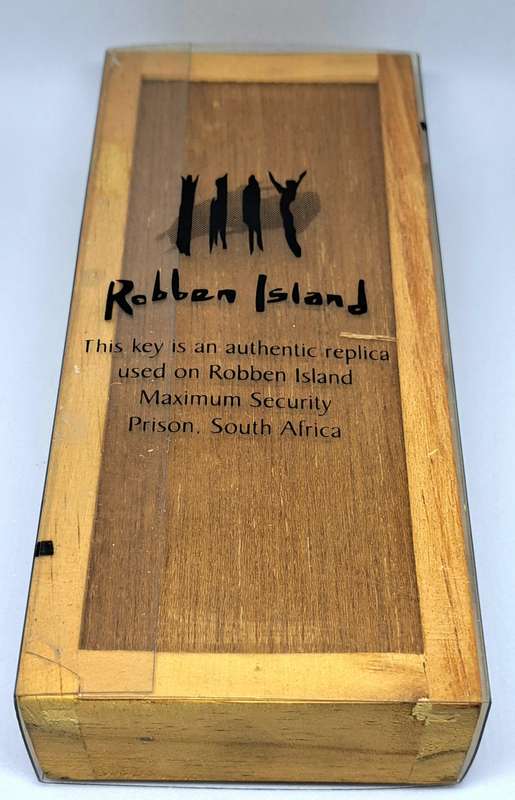 Robben Island
This key is an authentic replica
used on Robben Island
Maximum Security
Prison. South Africa